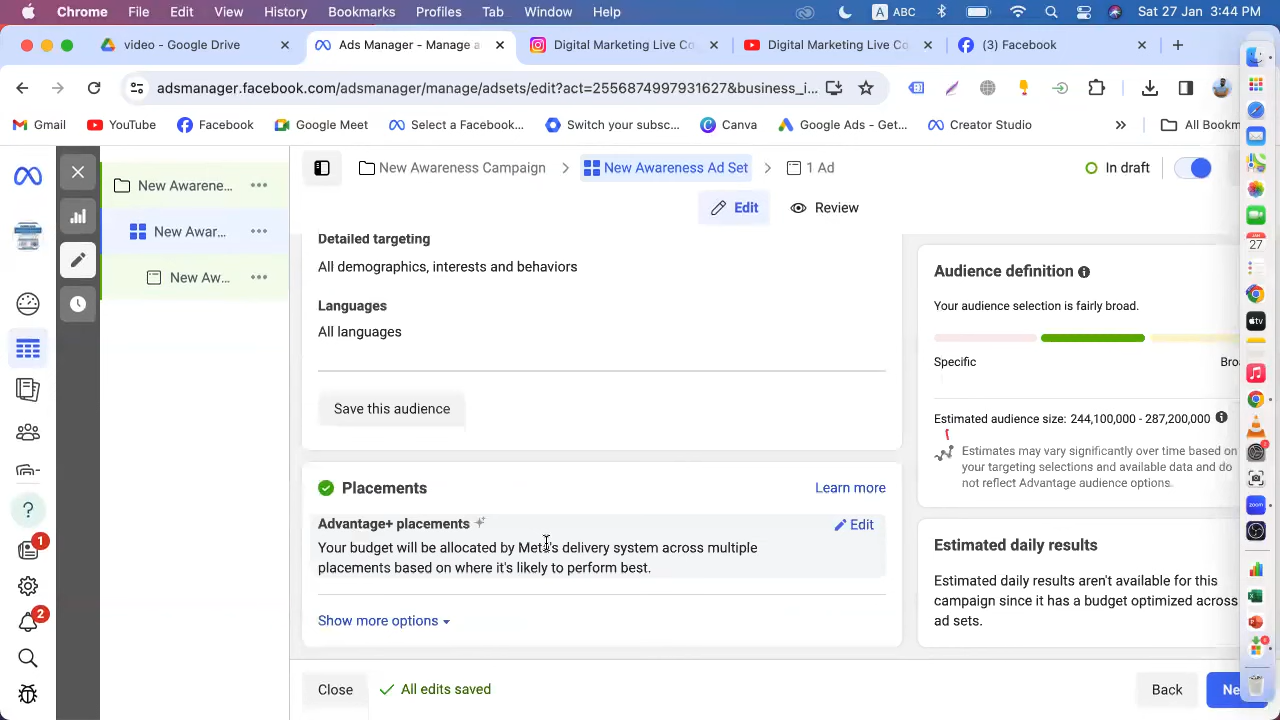 Chrome File Edit View History Bookmarks Profiles Tab Window Help ABC Sat 27 Jan 3:44 PM
video - Google Drive Ads Manager - Manage a Digital Marketing Live Co Digital Marketing Live Co (3) Facebook
adsmanager.facebook.com/adsmanager/manage/adsets/edit?act=2556874997931627&business_i...
Gmail YouTube Facebook Google Meet Select a Facebook... Switch your subsc... Canva Google Ads - Get... Creator Studio » All Bookm
New Awarene... New Awareness Campaign New Awareness Ad Set 1 Ad In draft
Edit Review
New Awar...
New Aw...
Detailed targeting
All demographics, interests and behaviors
Languages
All languages
Save this audience
Placements Learn more
Advantage+ placements Edit
Your budget will be allocated by Meta's delivery system across multiple
placements based on where it's likely to perform best.
Show more options
Audience definition
Your audience selection is fairly broad.
Specific Bro
Estimated audience size: 244,100,000 - 287,200,000
Estimates may vary significantly over time based on
your targeting selections and available data and do
not reflect Advantage audience options.
Estimated daily results
Estimated daily results aren't available for this
campaign since it has a budget optimized across
ad sets.
Close All edits saved Back Ne
1
2
27